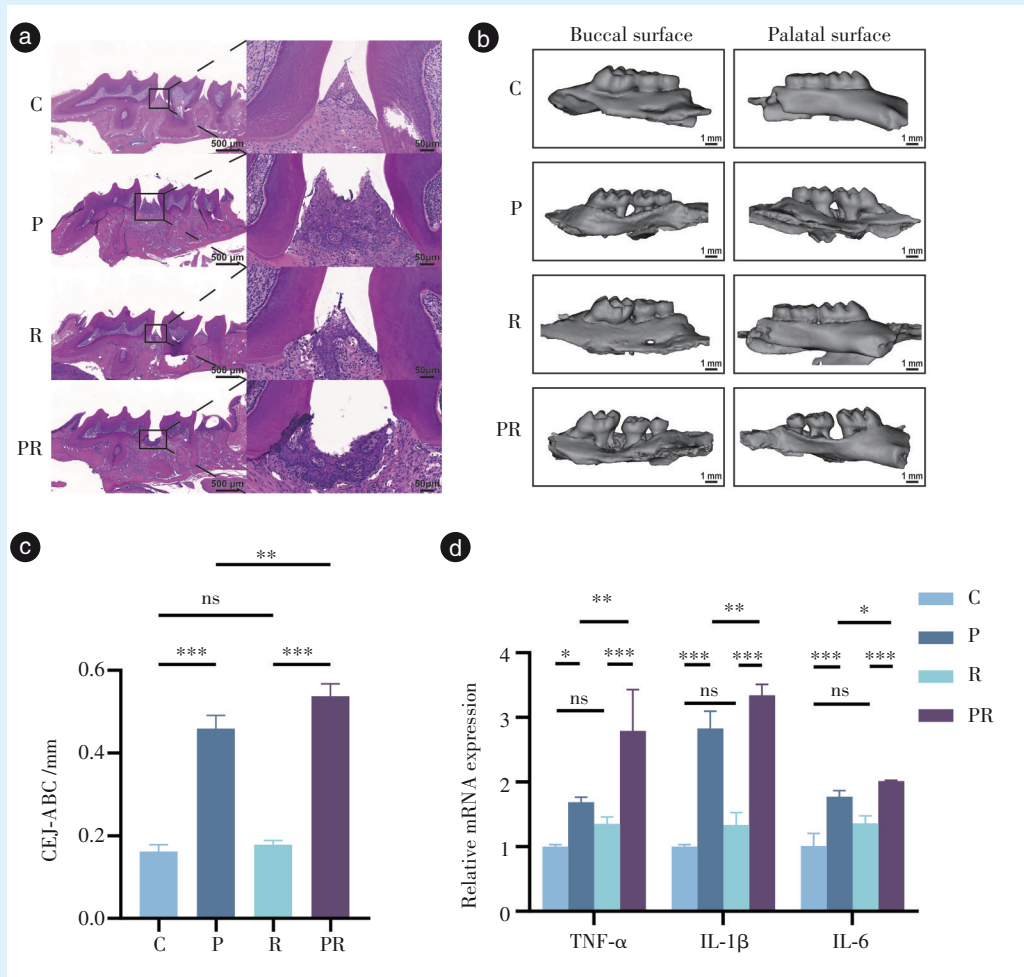 a
C
500 μm
50μm
P
500 μm
50μm
R
500 μm
50μm
PR
500 μm
50μm
b
Buccal surface Palatal surface
C
1 mm 1 mm
P
1 mm 1 mm
R
1 mm 1 mm
PR
1 mm 1 mm
c
**
ns
*** ***
CEJ-ABC /mm
0.6
0.4
0.2
0.0
C P R PR
d
C
P
R
PR
** ** *
* *** *** *** *** ***
ns ns ns
Relative mRNA expression
4
3
2
1
0
TNF-α IL-1β IL-6